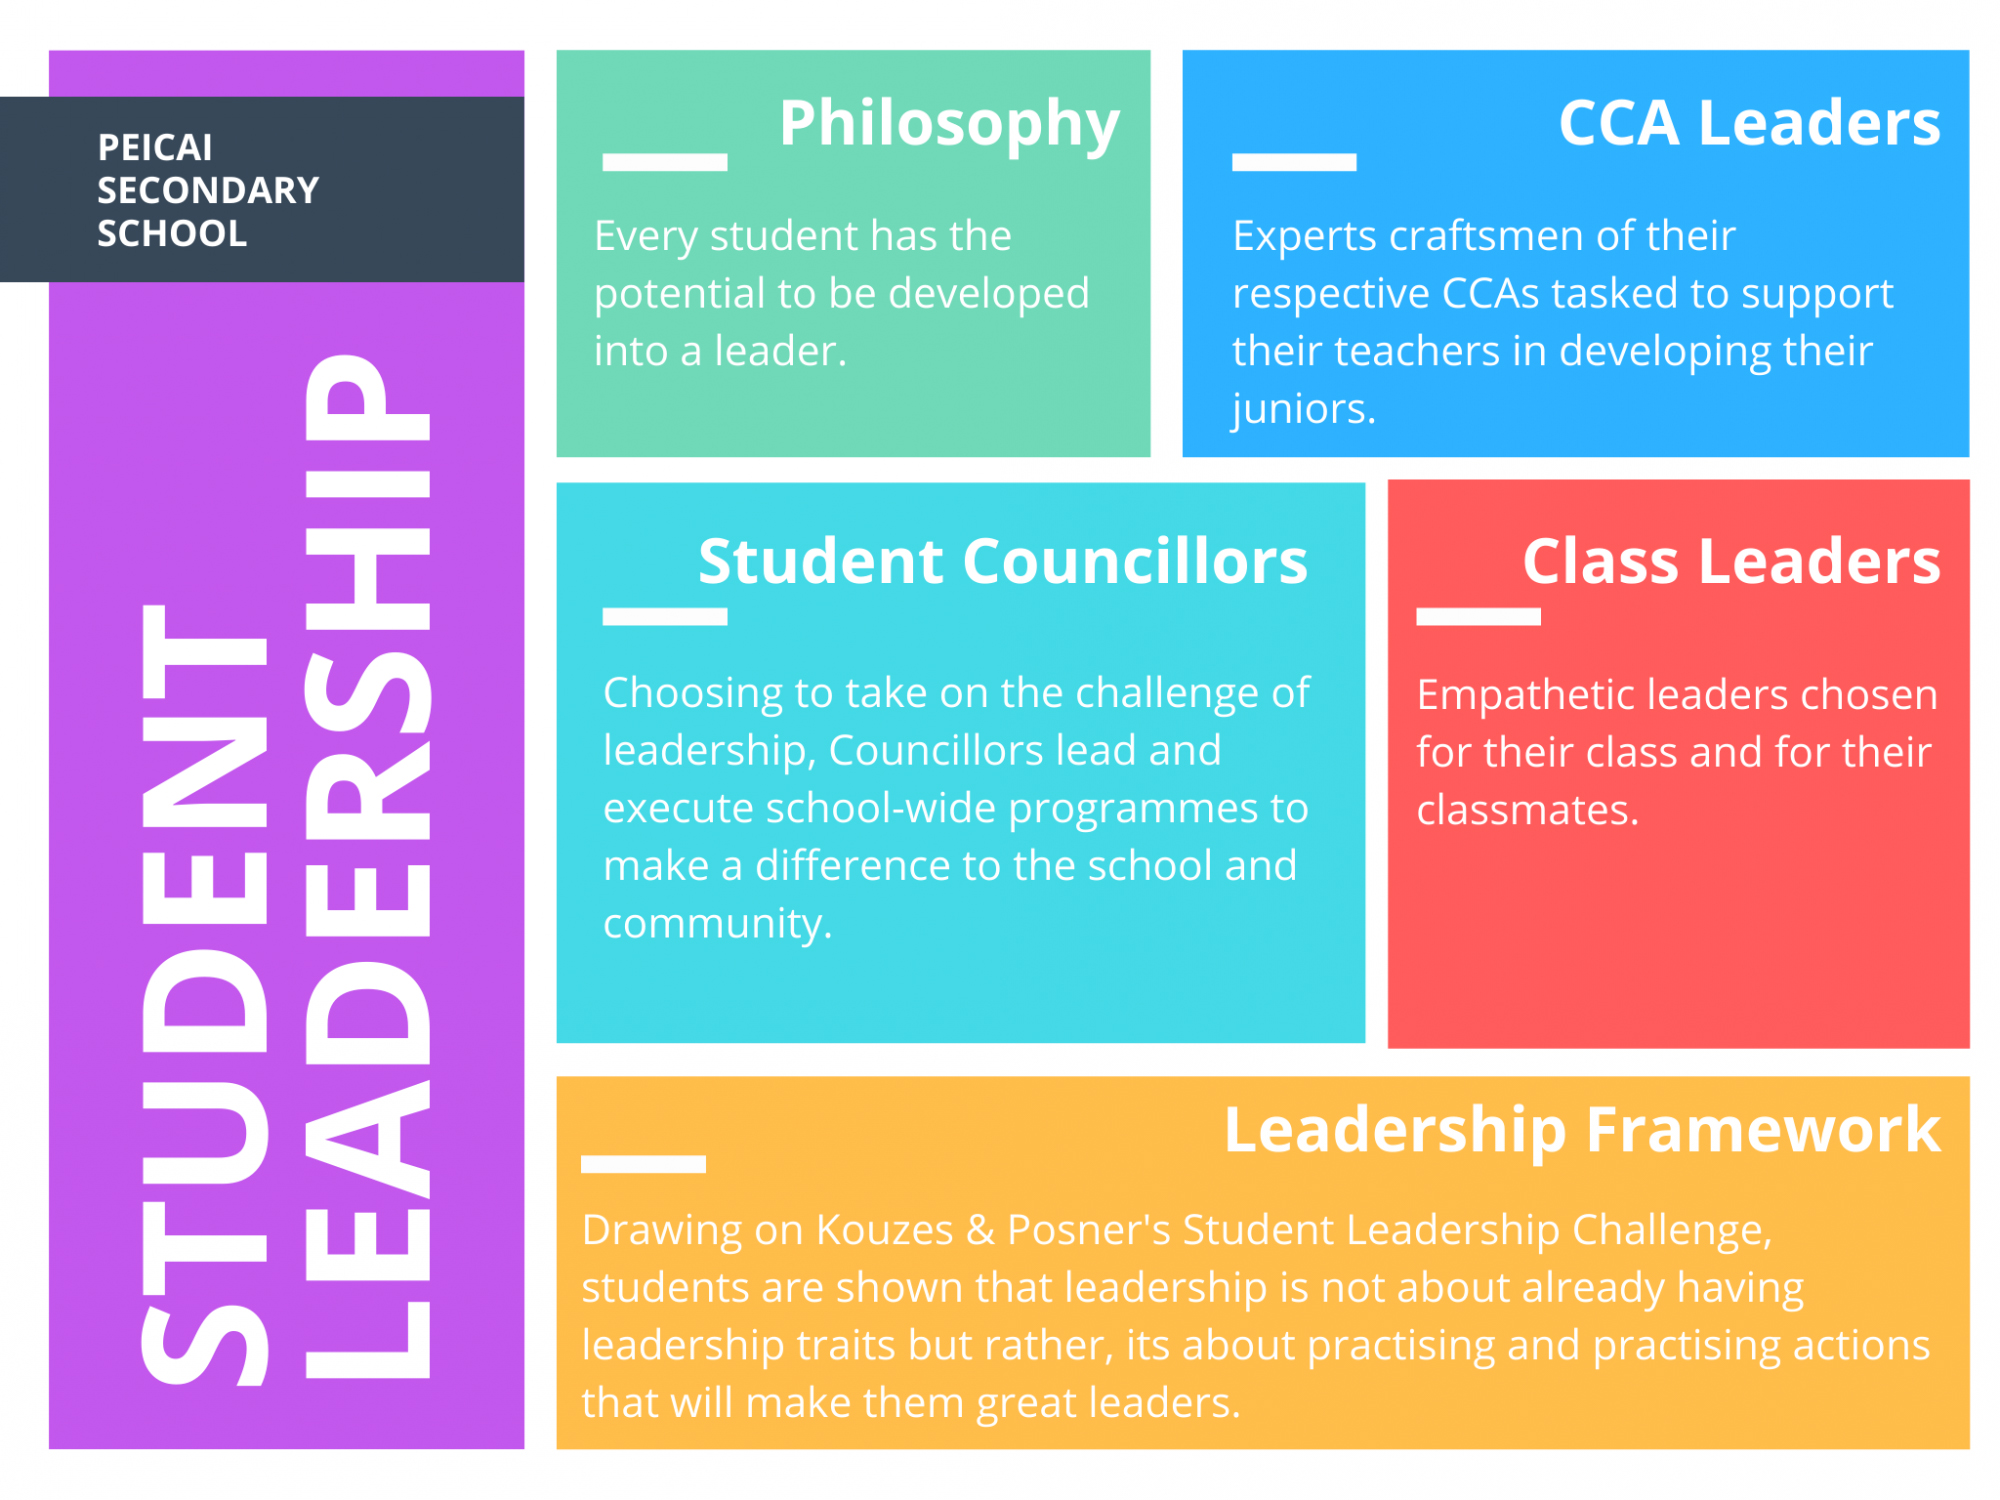 PEICAI
SECONDARY
SCHOOL
STUDENT
LEADERSHIP
Philosophy
Every student has the
potential to be developed
into a leader.
CCA Leaders
Experts craftsmen of their
respective CCAs tasked to support
their teachers in developing their
juniors.
Student Councillors
Choosing to take on the challenge of
leadership, Councillors lead and
execute school-wide programmes to
make a difference to the school and
community.
Class Leaders
Empathetic leaders chosen
for their class and for their
classmates.
Leadership Framework
Drawing on Kouzes & Posner's Student Leadership Challenge,
students are shown that leadership is not about already having
leadership traits but rather, its about practising and practising actions
that will make them great leaders.